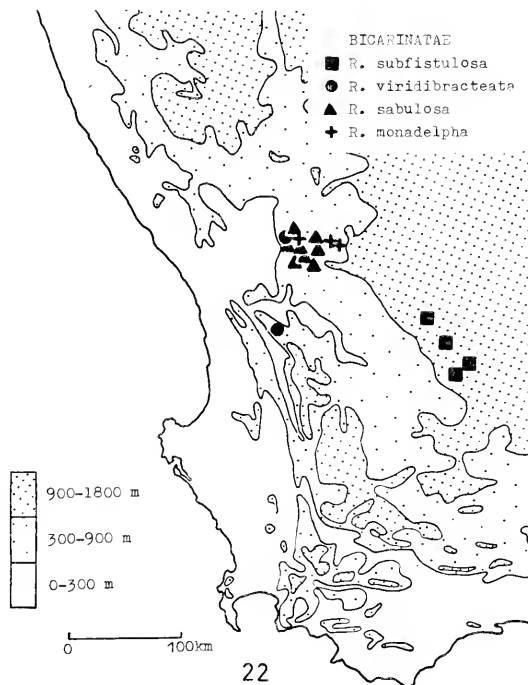 BICARINATAE
R. subfistulosa
R. viridibracteata
R. sabulosa
R. monadelpha
900-1800 m
300-900 m
0-300 m
0 100km
22